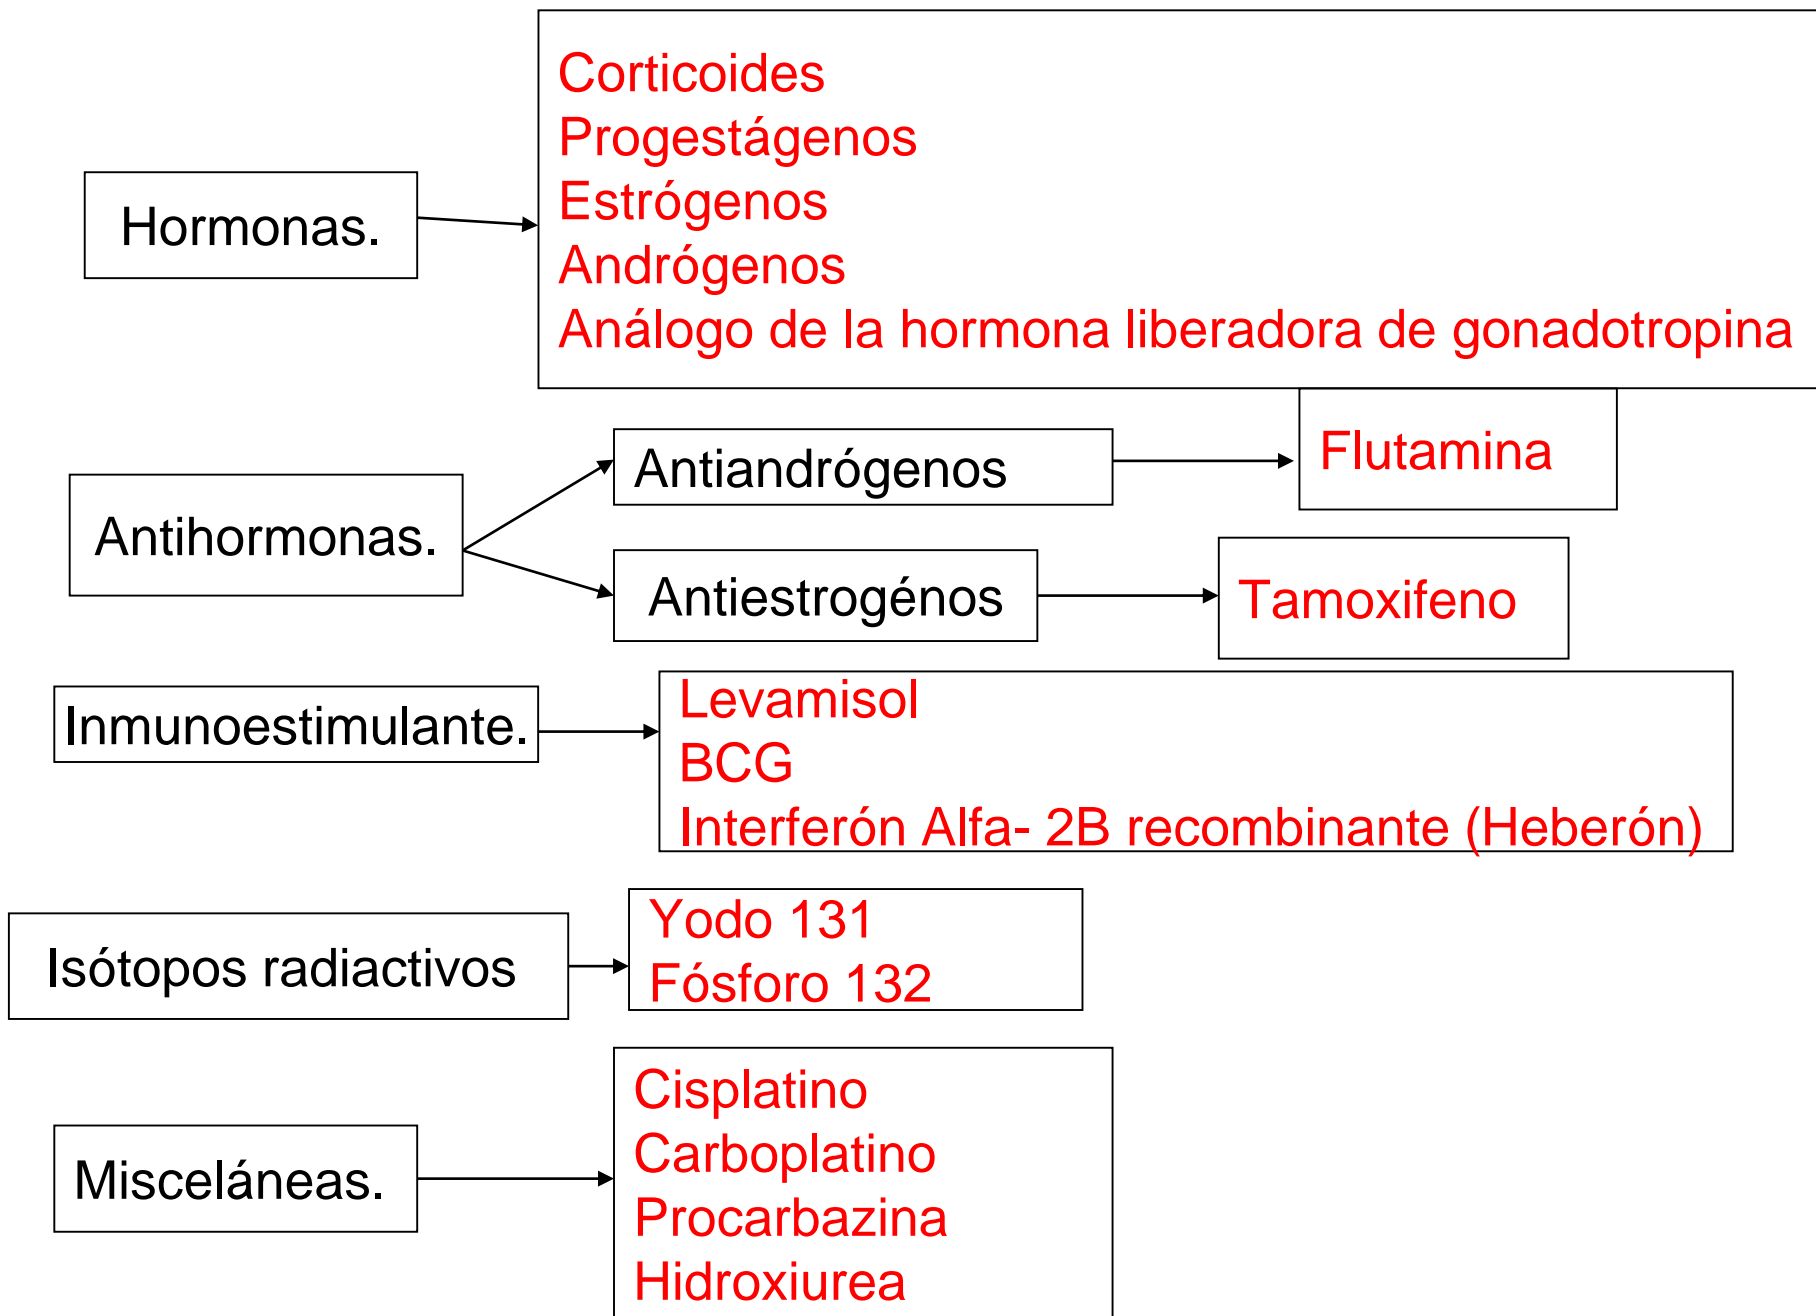 Hormonas.
Corticoides
Progestágenos
Estrógenos
Andrógenos
Análogo de la hormona liberadora de gonadotropina
Antihormonas.
Antiandrógenos
Flutamina
Antiestrogénos
Tamoxifeno
Inmunoestimulante.
Levamisol
BCG
Interferón Alfa- 2B recombinante (Heberón)
Isótopos radiactivos
Yodo 131
Fósforo 132
Misceláneas.
Cisplatino
Carboplatino
Procarbazina
Hidroxiurea